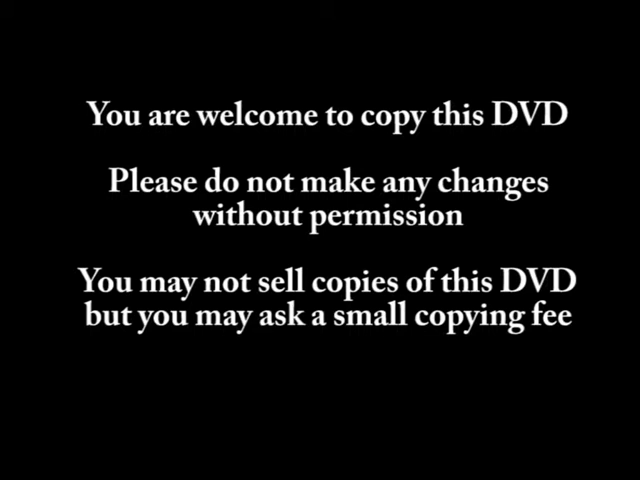 You are welcome to copy this DVD
Please do not make any changes
without permission
You may not sell copies of this DVD
but you may ask a small copying fee